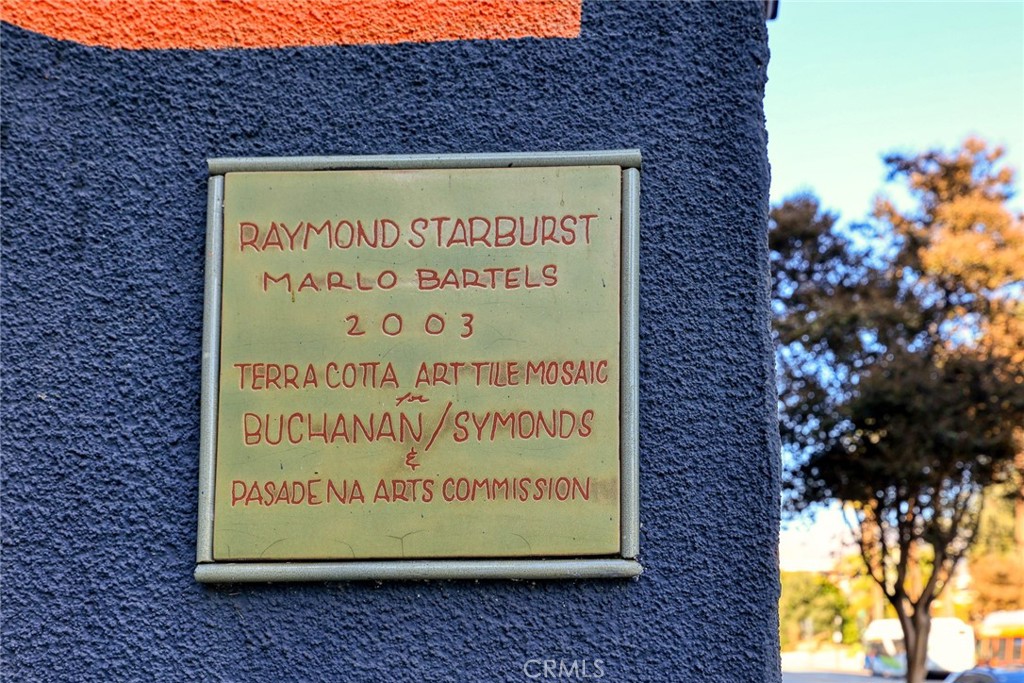 RAYMOND STARBURST
MARLO BARTELS
2003
TERRA COTTA ART TILE MOSAIC
for
BUCHANAN/SYMONDS
&
PASADENA ARTS COMMISSION
CRMLS